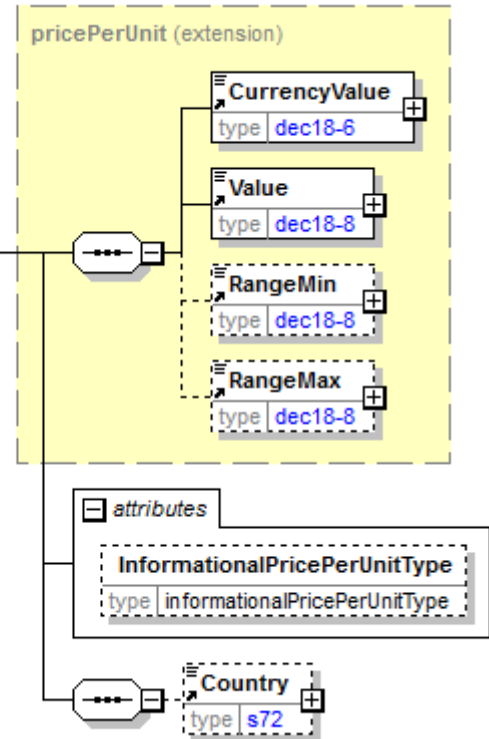 pricePerUnit (extension)
CurrencyValue
type dec18-6
Value
type dec18-8
RangeMin
type dec18-8
RangeMax
type dec18-8
attributes
InformationalPricePerUnitType
type informationalPricePerUnitType
Country
type s72